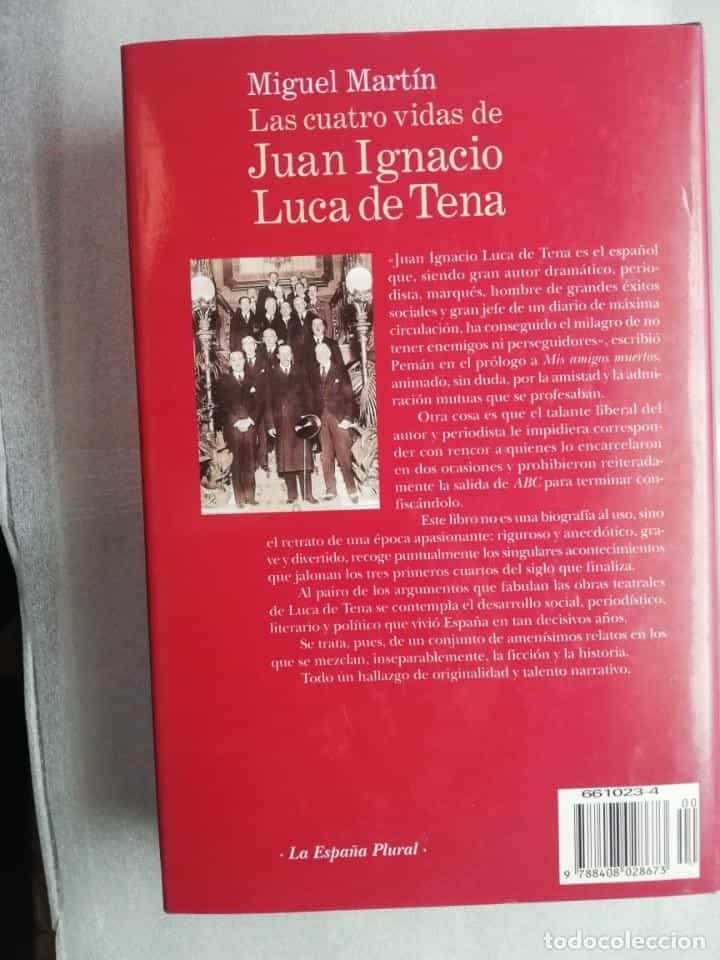 Miguel Martín
Las cuatro vidas de
Juan Ignacio
Luca de Tena
«Juan Ignacio Luca de Tena es el español
que, siendo gran autor dramático, perio-
dista, marqués, hombre de grandes éxitos
sociales y gran jefe de un diario de máxima
circulación, ha conseguido el milagro de no
tener enemigos ni perseguidores», escribió
Pemán en el prólogo a Mis amigos muertos,
animado, sin duda, por la amistad y la admi-
ración mutuas que se profesaban.
Otra cosa es que el talante liberal del
autor y periodista le impidiera correspon-
der con rencor a quienes lo encarcelaron
en dos ocasiones y prohibieron reiterada-
mente la salida de ABC para terminar con-
fiscándolo.
Este libro no es una biografía al uso, sino
el retrato de una época apasionante: riguroso y anecdótico, gra-
ve y divertido, recoge puntualmente los singulares acontecimientos
que jalonan los tres primeros cuartos del siglo que finaliza.
Al pairo de los argumentos que fabulan las obras teatrales
de Luca de Tena se contempla el desarrollo social, periodístico,
literario y político que vivió España en tan decisivos años.
Se trata, pues, de un conjunto de amenísimos relatos en los
que se mezclan, inseparablemente, la ficción y la historia.
Todo un hallazgo de originalidad y talento narrativo.
661023-4
00
9 788408 028673
· La España Plural ·
todocoleccion